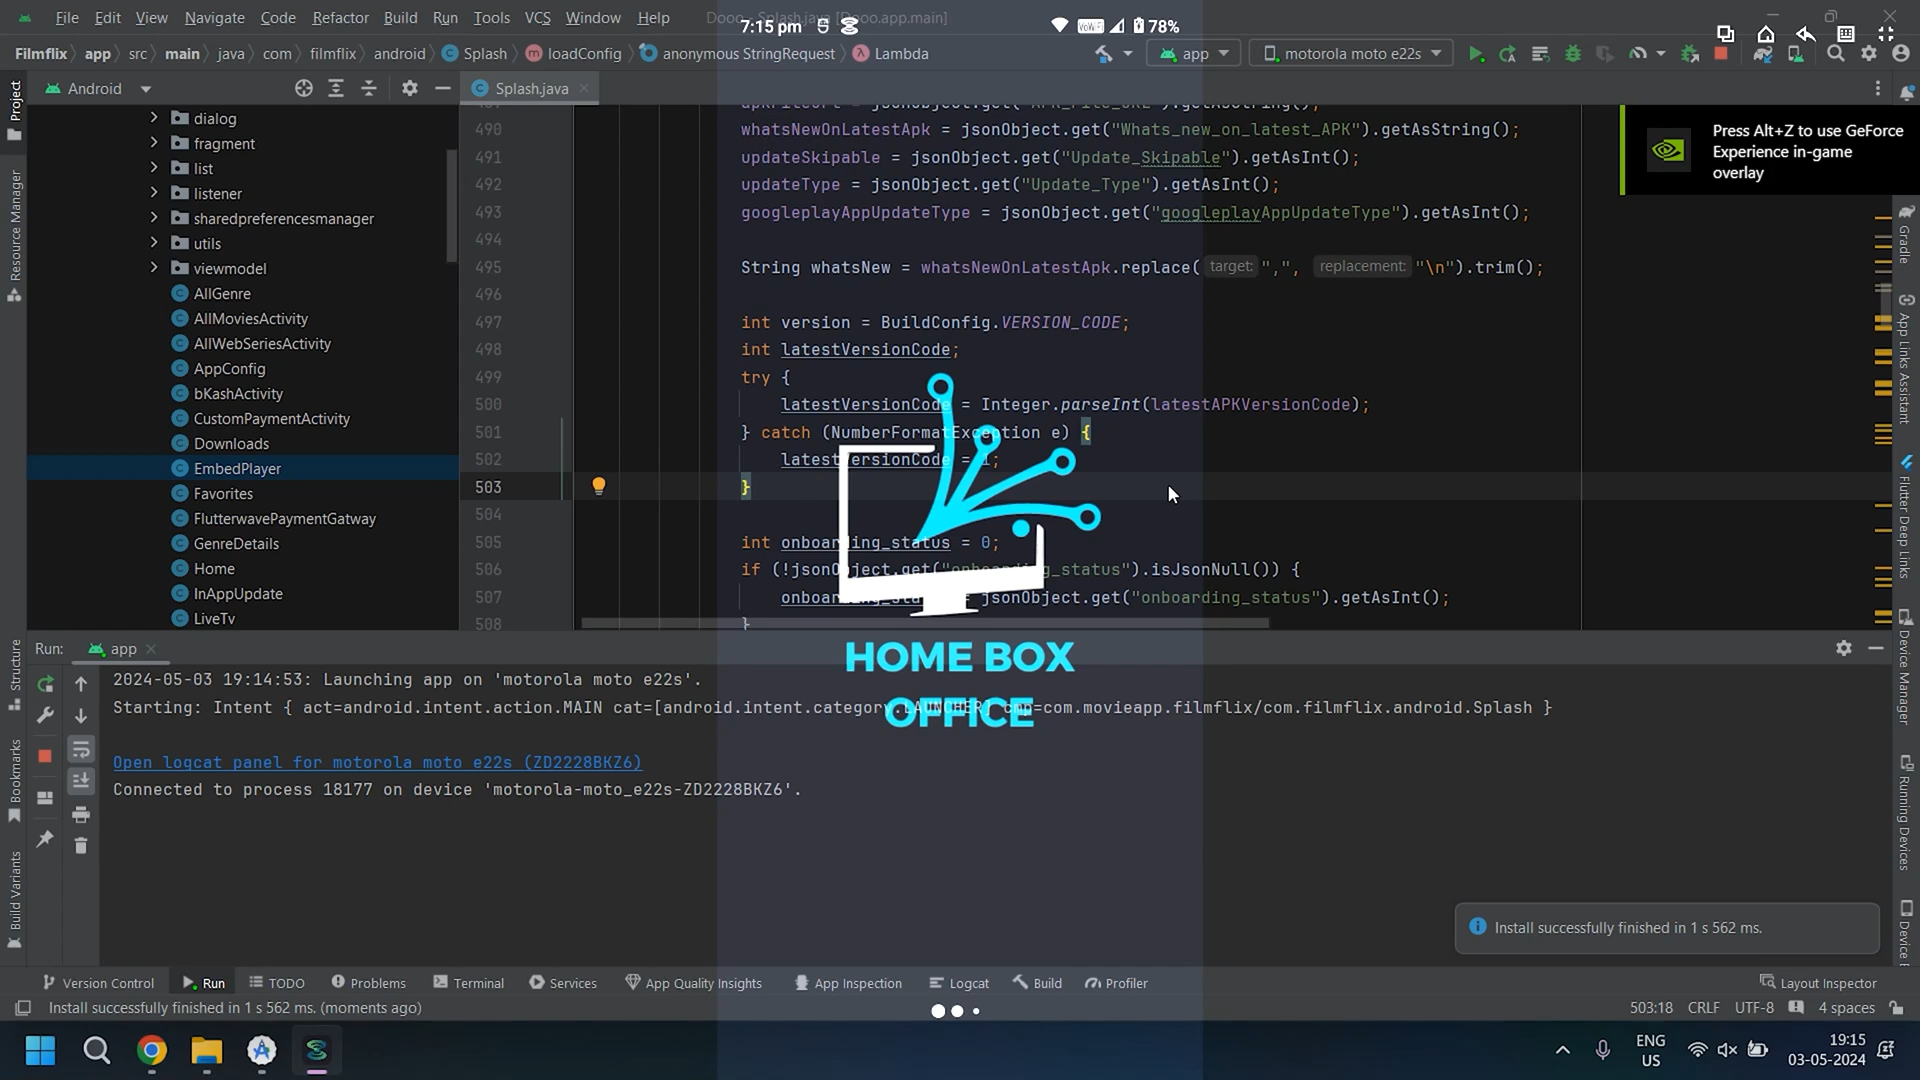 File Edit View Navigate Code Refactor Build Run Tools VCS Window Help Dooo - Splash.java [Dooo.app.main]
7:15 pm VoWiFi 78%
Filmflix app src main java com filmflix android Splash loadConfig anonymous StringRequest Lambda
app motorola moto e22s
Android
Splash.java
Project
Resource Manager
Structure
Bookmarks
Build Variants
dialog
fragment
list
listener
sharedpreferencesmanager
utils
viewmodel
AllGenre
AllMoviesActivity
AllWebSeriesActivity
AppConfig
bKashActivity
CustomPaymentActivity
Downloads
EmbedPlayer
Favorites
FlutterwavePaymentGatway
GenreDetails
Home
InAppUpdate
LiveTv
490 whatsNewOnLatestApk = jsonObject.get("Whats_new_on_latest_APK").getAsString();
491 updateSkipable = jsonObject.get("Update_Skipable").getAsInt();
492 updateType = jsonObject.get("Update_Type").getAsInt();
493 googleplayAppUpdateType = jsonObject.get("googleplayAppUpdateType").getAsInt();
494
495 String whatsNew = whatsNewOnLatestApk.replace( target: ",", replacement: "\n").trim();
496
497 int version = BuildConfig.VERSION_CODE;
498 int latestVersionCode;
499 try {
500 latestVersionCode = Integer.parseInt(latestAPKVersionCode);
501 } catch (NumberFormatException e) {
502 latestVersionCode = 1;
503 }
504
505 int onboarding_status = 0;
506 if (!jsonObject.get("onboarding_status").isJsonNull()) {
507 onboarding_status = jsonObject.get("onboarding_status").getAsInt();
508 }
Press Alt+Z to use GeForce
Experience in-game
overlay
Gradle
App Links Assistant
Flutter Deep Links
Device Manager
Running Devices
HOME BOX
OFFICE
Run: app
2024-05-03 19:14:53: Launching app on 'motorola moto e22s'.
Starting: Intent { act=android.intent.action.MAIN cat=[android.intent.category.LAUNCHER] cmp=com.movieapp.filmflix/com.filmflix.android.Splash }
Open logcat panel for motorola moto e22s (ZD2228BKZ6)
Connected to process 18177 on device 'motorola-moto_e22s-ZD2228BKZ6'.
Install successfully finished in 1 s 562 ms.
Version Control Run TODO Problems Terminal Services App Quality Insights App Inspection Logcat Build Profiler Layout Inspector
Install successfully finished in 1 s 562 ms. (moments ago) 503:18 CRLF UTF-8 4 spaces
ENG
US
19:15
03-05-2024